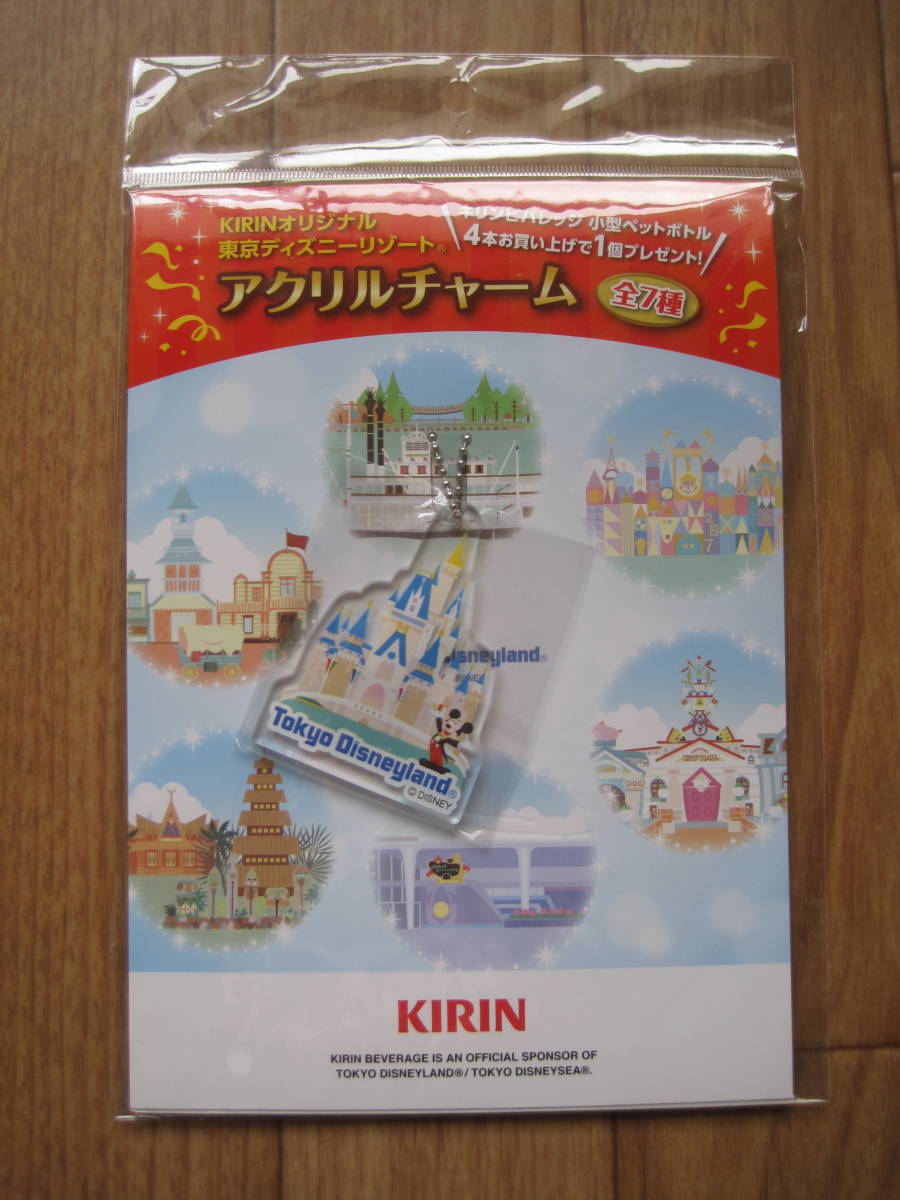 KIRINオリジナル
東京ディズニーリゾート®
アクリルチャーム
キリンビバレッジ 小型ペットボトル
4本お買い上げで1個プレゼント!
全7種
isneyland®
Tokyo Disneyland®
© DISNEY
KIRIN
KIRIN BEVERAGE IS AN OFFICIAL SPONSOR OF
TOKYO DISNEYLAND®/ TOKYO DISNEYSEA®.